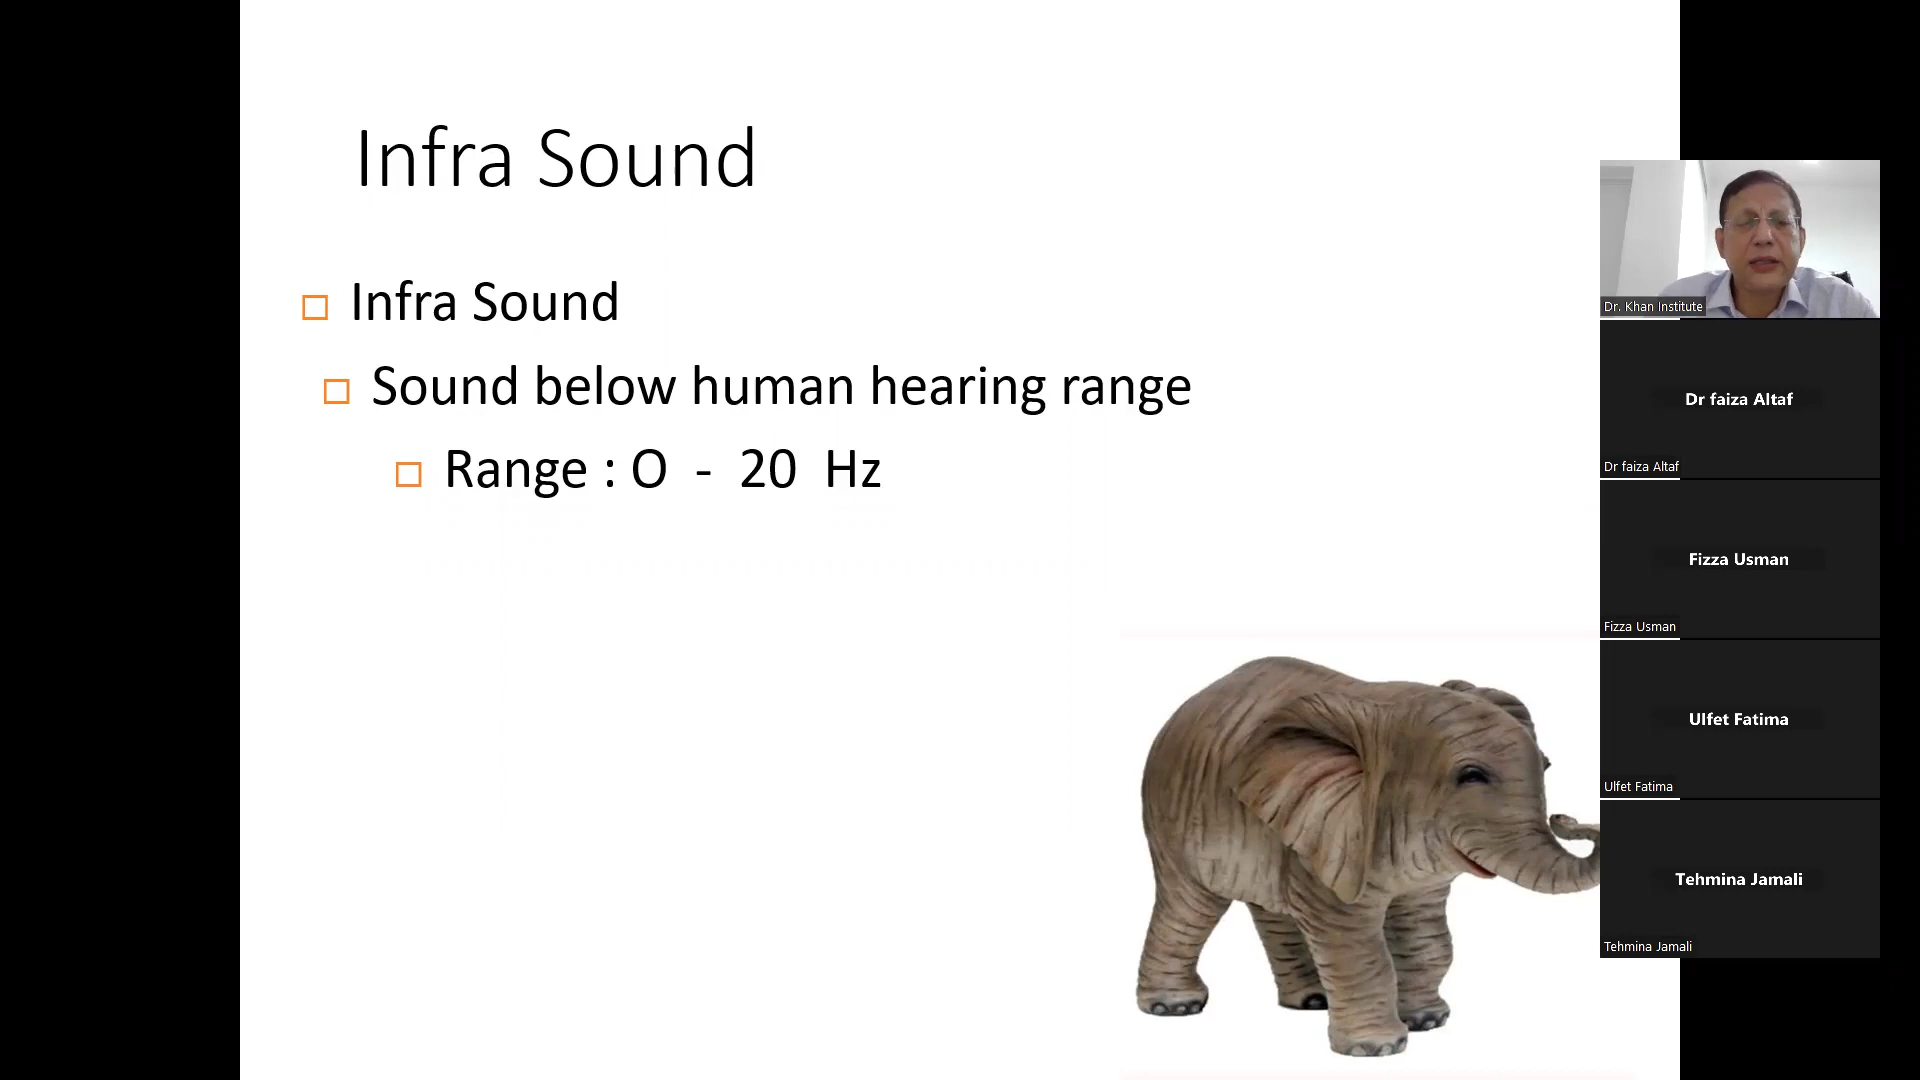 Infra Sound
Infra Sound
Sound below human hearing range
Range : O - 20 Hz
Dr. Khan Institute
Dr faiza Altaf
Dr faiza Altaf
Fizza Usman
Fizza Usman
Ulfet Fatima
Ulfet Fatima
Tehmina Jamali
Tehmina Jamali